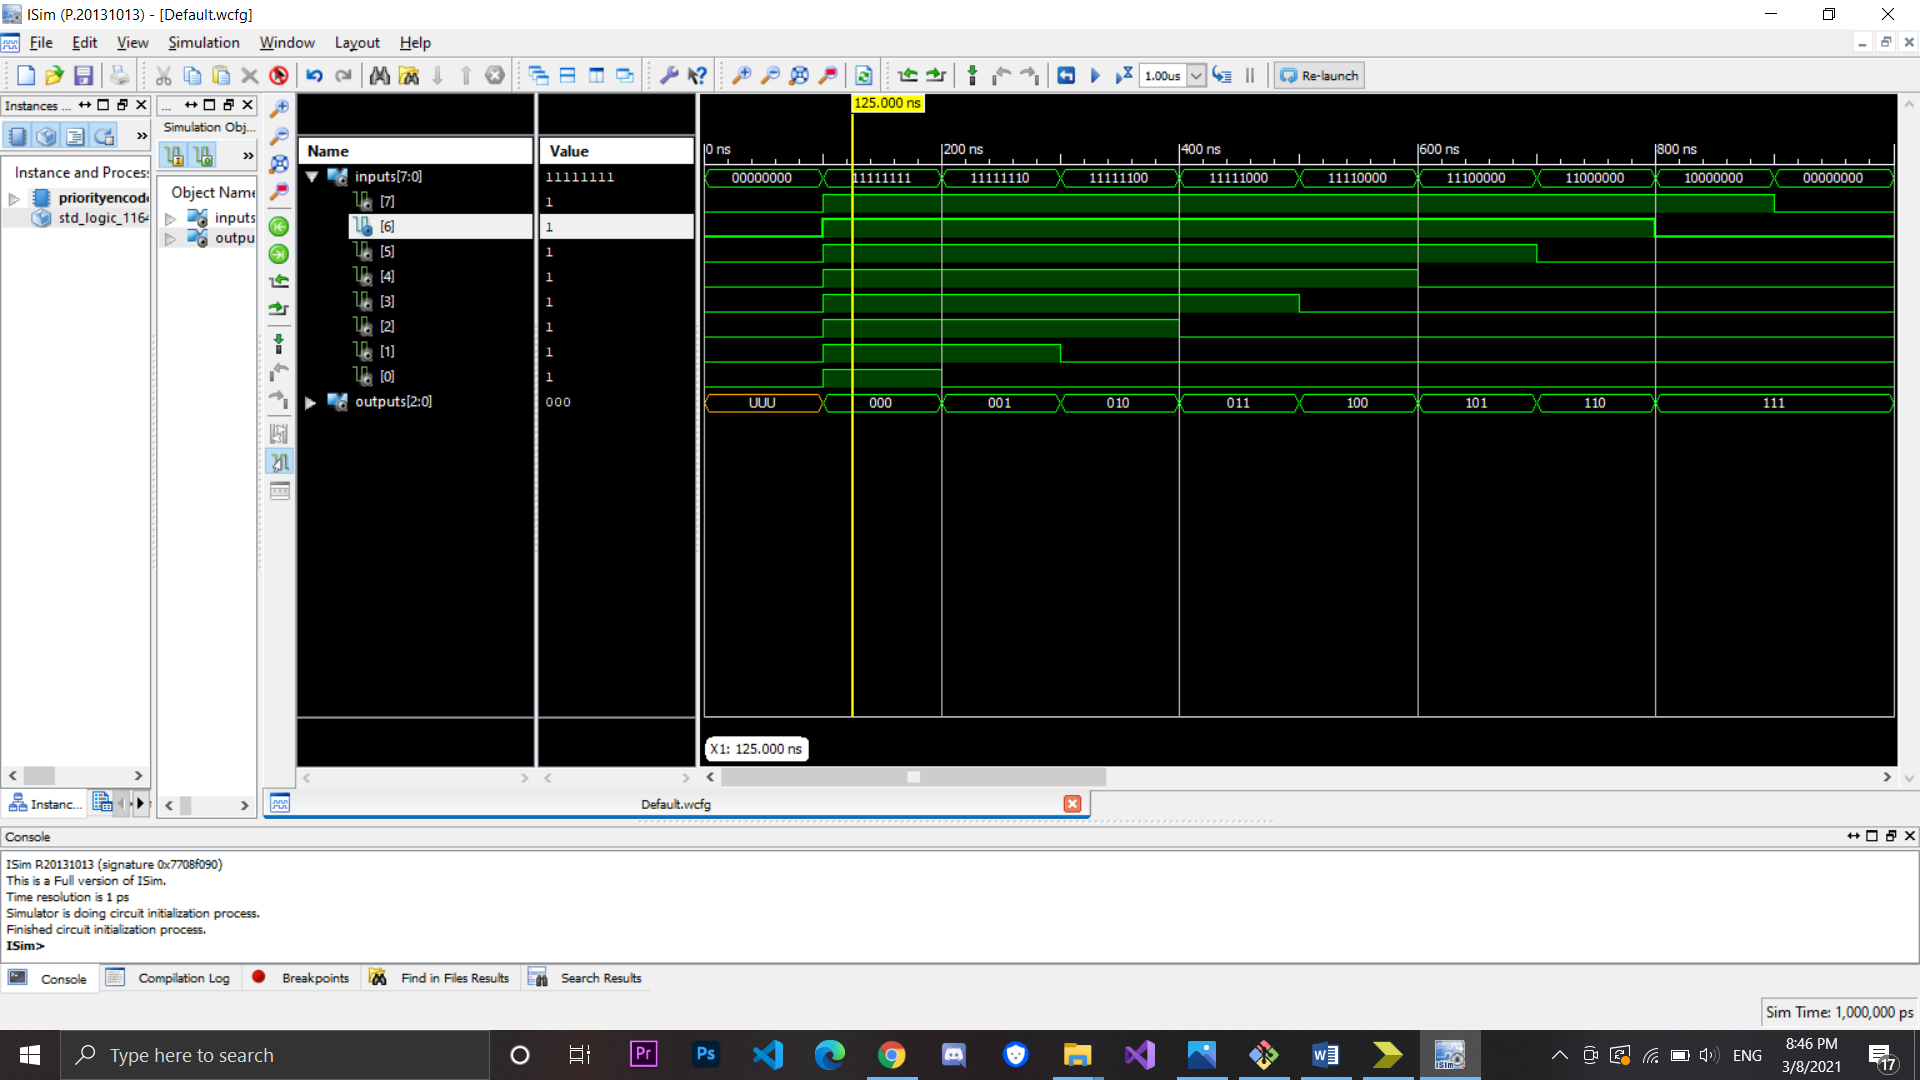 ISim (P.20131013) - [Default.wcfg]
File Edit View Simulation Window Layout Help
1.00us Re-launch
Instances ...
...
Simulation Obj...
Instance and Process
priorityencode
std_logic_1164
Object Name
inputs
outpu
Name Value
inputs[7:0] 11111111
[7] 1
[6] 1
[5] 1
[4] 1
[3] 1
[2] 1
[1] 1
[0] 1
outputs[2:0] 000
125.000 ns
0 ns 200 ns 400 ns 600 ns 800 ns
00000000 11111111 11111110 11111100 11111000 11110000 11100000 11000000 10000000 00000000
UUU 000 001 010 011 100 101 110 111
X1: 125.000 ns
Instanc...
Default.wcfg
Console
ISim P.20131013 (signature 0x7708f090)
This is a Full version of ISim.
Time resolution is 1 ps
Simulator is doing circuit initialization process.
Finished circuit initialization process.
ISim>
Console Compilation Log Breakpoints Find in Files Results Search Results
Sim Time: 1,000,000 ps
Type here to search
Pr Ps
ISim
ENG
8:46 PM
3/8/2021
17